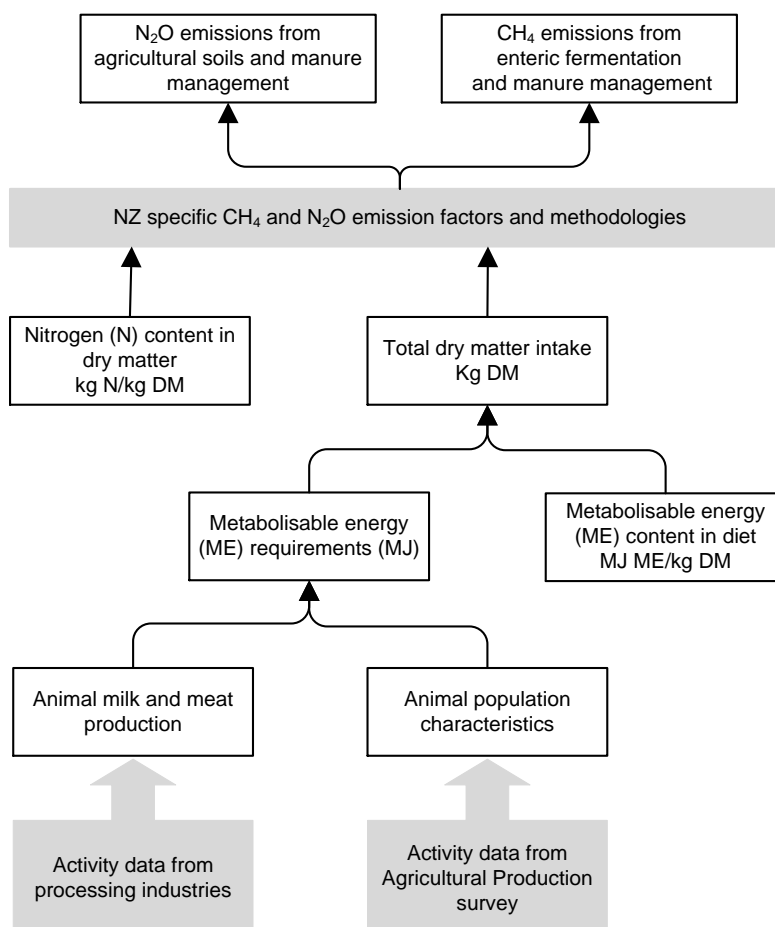 N₂O emissions from
agricultural soils and manure
management
CH₄ emissions from
enteric fermentation
and manure management
NZ specific CH₄ and N₂O emission factors and methodologies
Nitrogen (N) content in
dry matter
kg N/kg DM
Total dry matter intake
Kg DM
Metabolisable energy
(ME) requirements (MJ)
Metabolisable energy
(ME) content in diet
MJ ME/kg DM
Animal milk and meat
production
Animal population
characteristics
Activity data from
processing industries
Activity data from
Agricultural Production
survey